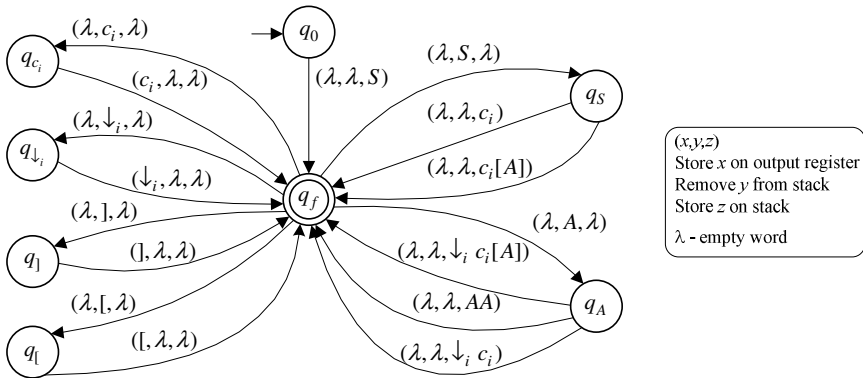 q_0
(λ, c_i, λ)
(λ, S, λ)
q_{c_i}
(c_i, λ, λ)
(λ, λ, S)
q_S
(λ, λ, c_i)
(λ, ↓_i, λ)
q_{↓_i}
(↓_i, λ, λ)
(λ, λ, c_i[A])
q_f
(λ, ], λ)
(λ, A, λ)
q_]
(], λ, λ)
(λ, λ, ↓_i c_i[A])
(λ, [, λ)
(λ, λ, AA)
q_A
([, λ, λ)
q_[
(λ, λ, ↓_i c_i)
(x,y,z)
Store x on output register
Remove y from stack
Store z on stack
λ - empty word